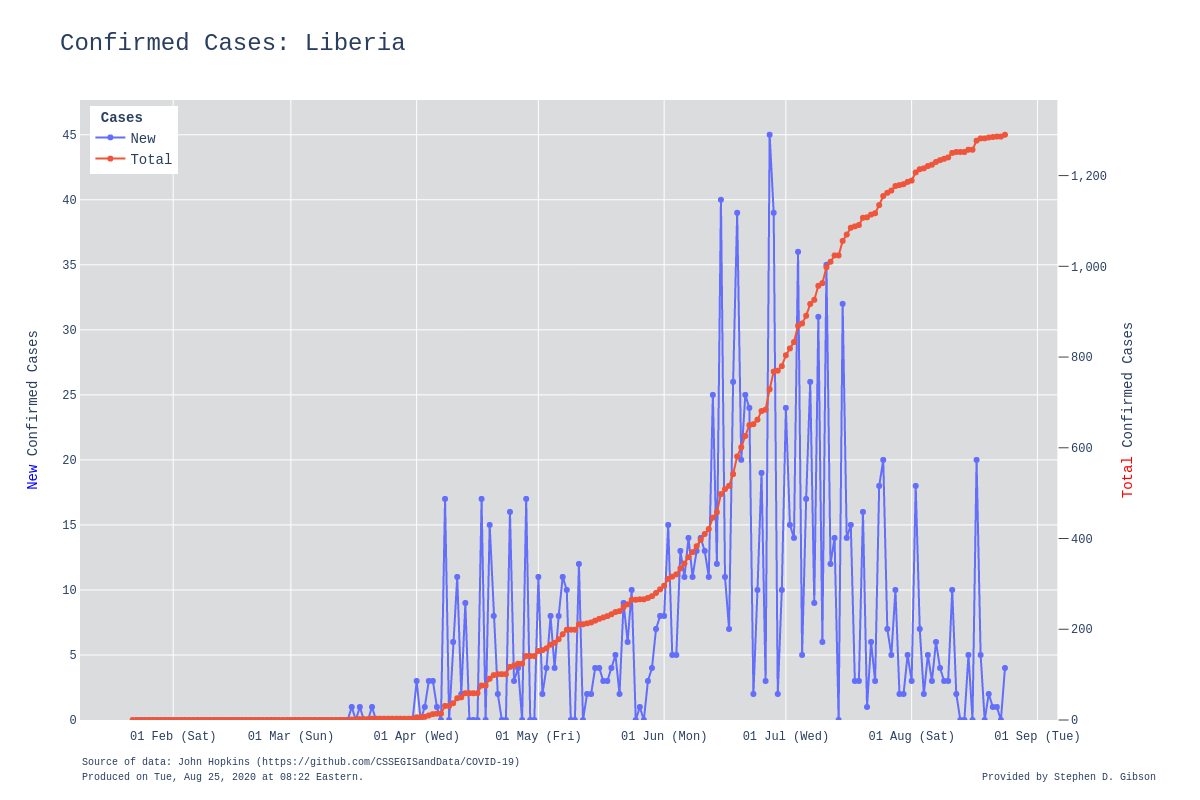 Confirmed Cases: Liberia
Cases
New
Total
45
40
35
30
25
20
15
10
5
0
1,200
1,000
800
600
400
200
0
New Confirmed Cases
Total Confirmed Cases
01 Feb (Sat) 01 Mar (Sun) 01 Apr (Wed) 01 May (Fri) 01 Jun (Mon) 01 Jul (Wed) 01 Aug (Sat) 01 Sep (Tue)
Source of data: John Hopkins (https://github.com/CSSEGISandData/COVID-19)
Produced on Tue, Aug 25, 2020 at 08:22 Eastern.
Provided by Stephen D. Gibson